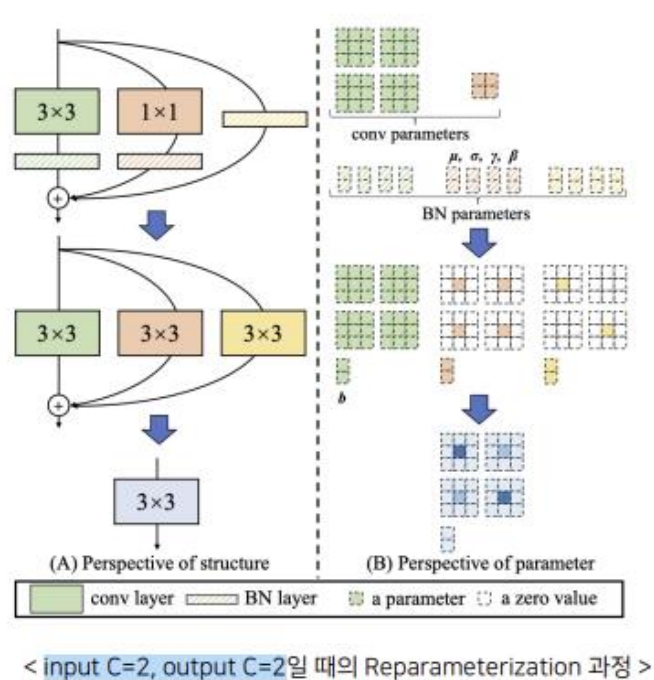 3×3
1×1
conv parameters
μ, σ, γ, β
BN parameters
3×3
3×3
3×3
b
3×3
(A) Perspective of structure
(B) Perspective of parameter
conv layer
BN layer
a parameter
a zero value
< input C=2, output C=2일 때의 Reparameterization 과정 >